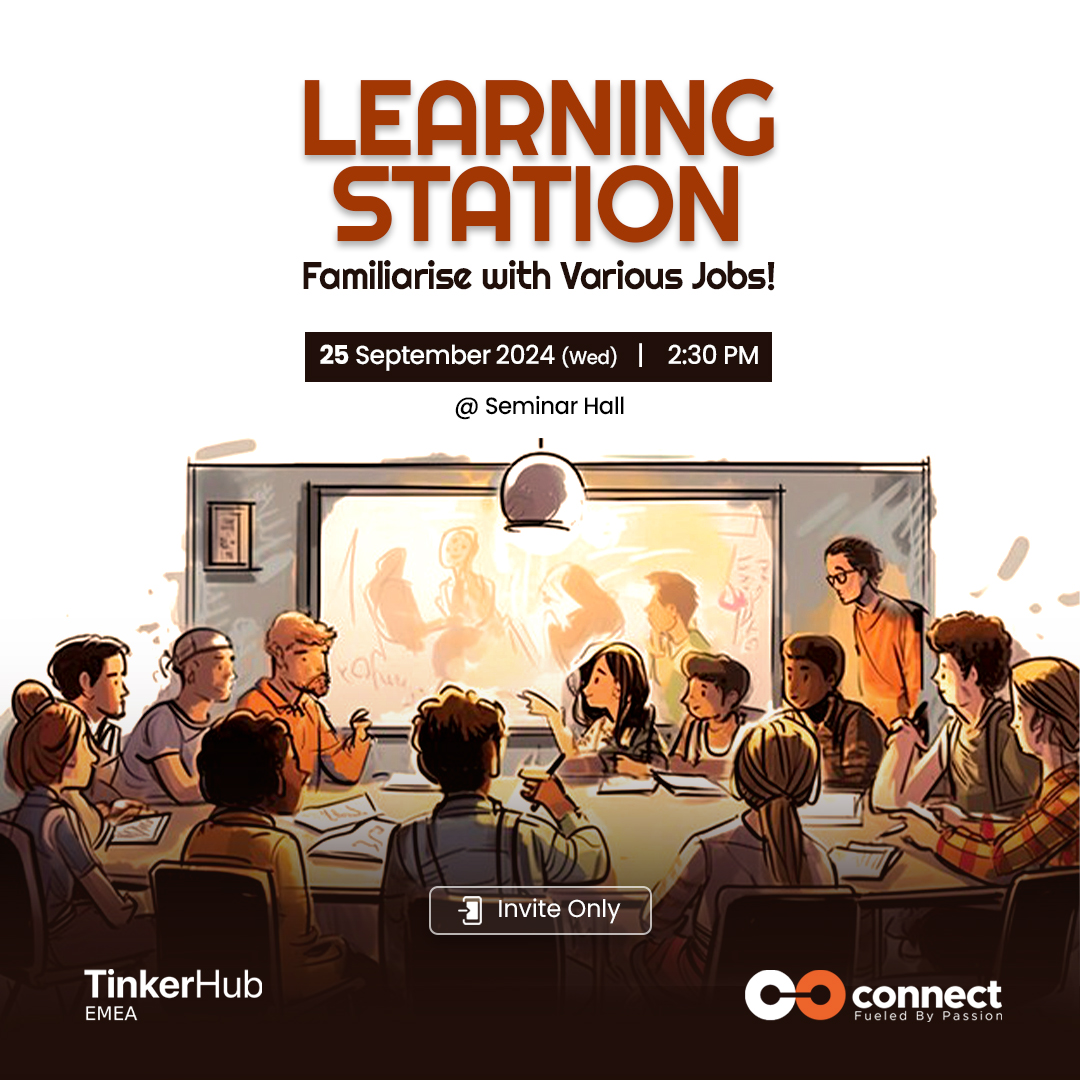 LEARNING
STATION
Familiarise with Various Jobs!
25 September 2024 (Wed) | 2:30 PM
@ Seminar Hall
Invite Only
TinkerHub
EMEA
connect
Fueled By Passion